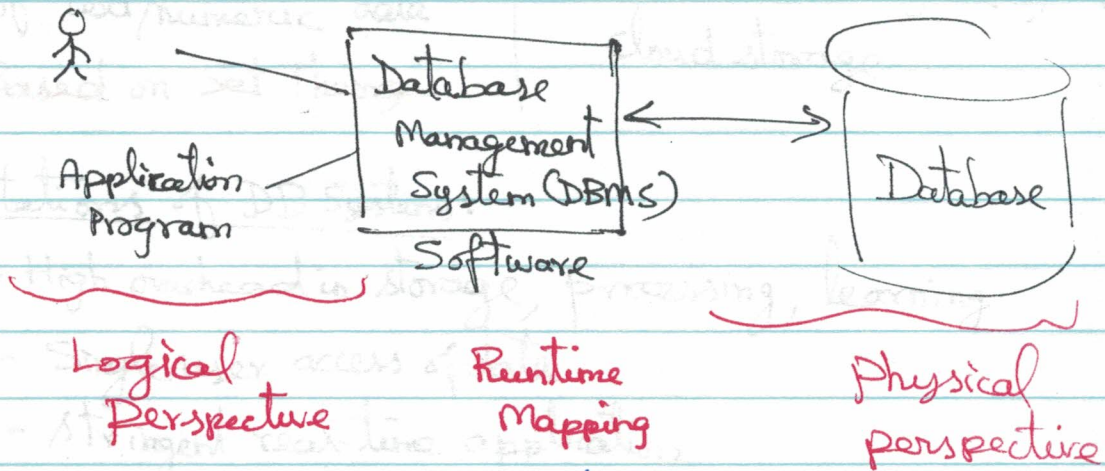 Database
Management
System (DBMS)
Software
Application
Program
Database
Logical
Perspective
Runtime
Mapping
Physical
perspective